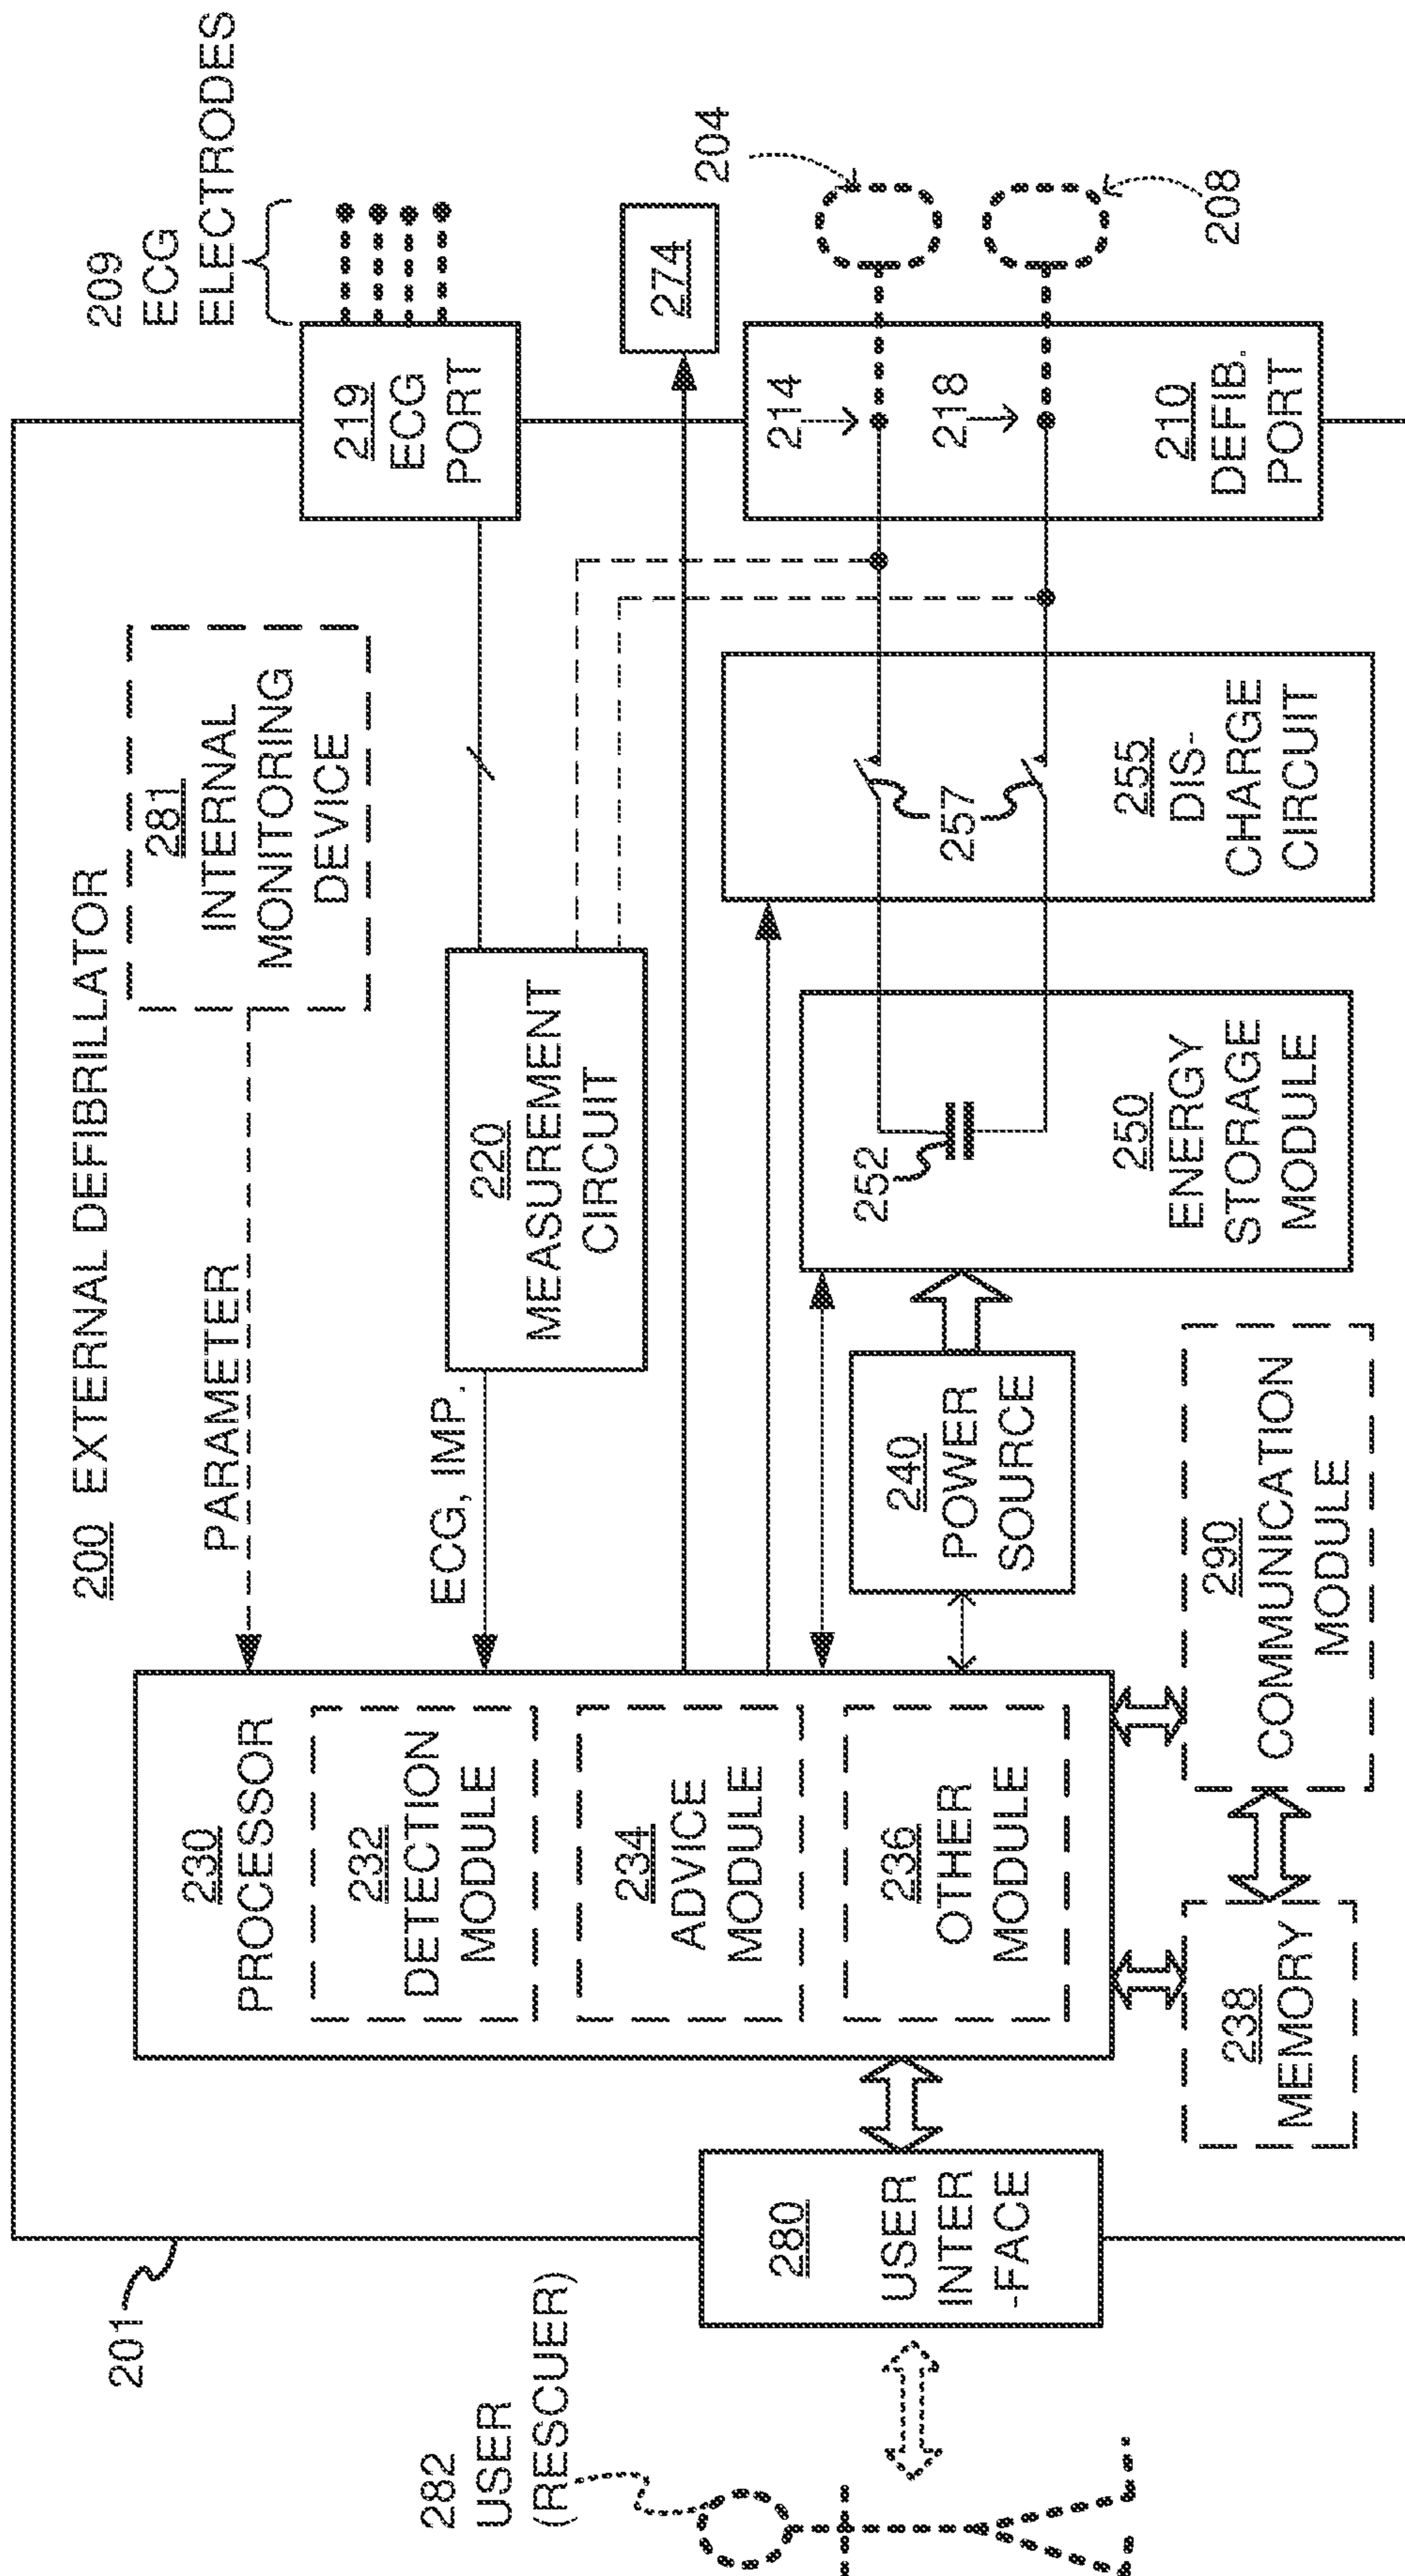 200 EXTERNAL DEFIBRILLATOR
201
282
USER
(RESCUER)
280
USER
INTER
-FACE
230
PROCESSOR
232
DETECTION
MODULE
234
ADVICE
MODULE
236
OTHER
MODULE
238
MEMORY
290
COMMUNICATION
MODULE
PARAMETER
281
INTERNAL
MONITORING
DEVICE
ECG, IMP.
220
MEASUREMENT
CIRCUIT
240
POWER
SOURCE
252
250
ENERGY
STORAGE
MODULE
257
255
DIS-
CHARGE
CIRCUIT
209
ECG
ELECTRODES
219
ECG
PORT
274
214
218
210
DEFIB.
PORT
204
208